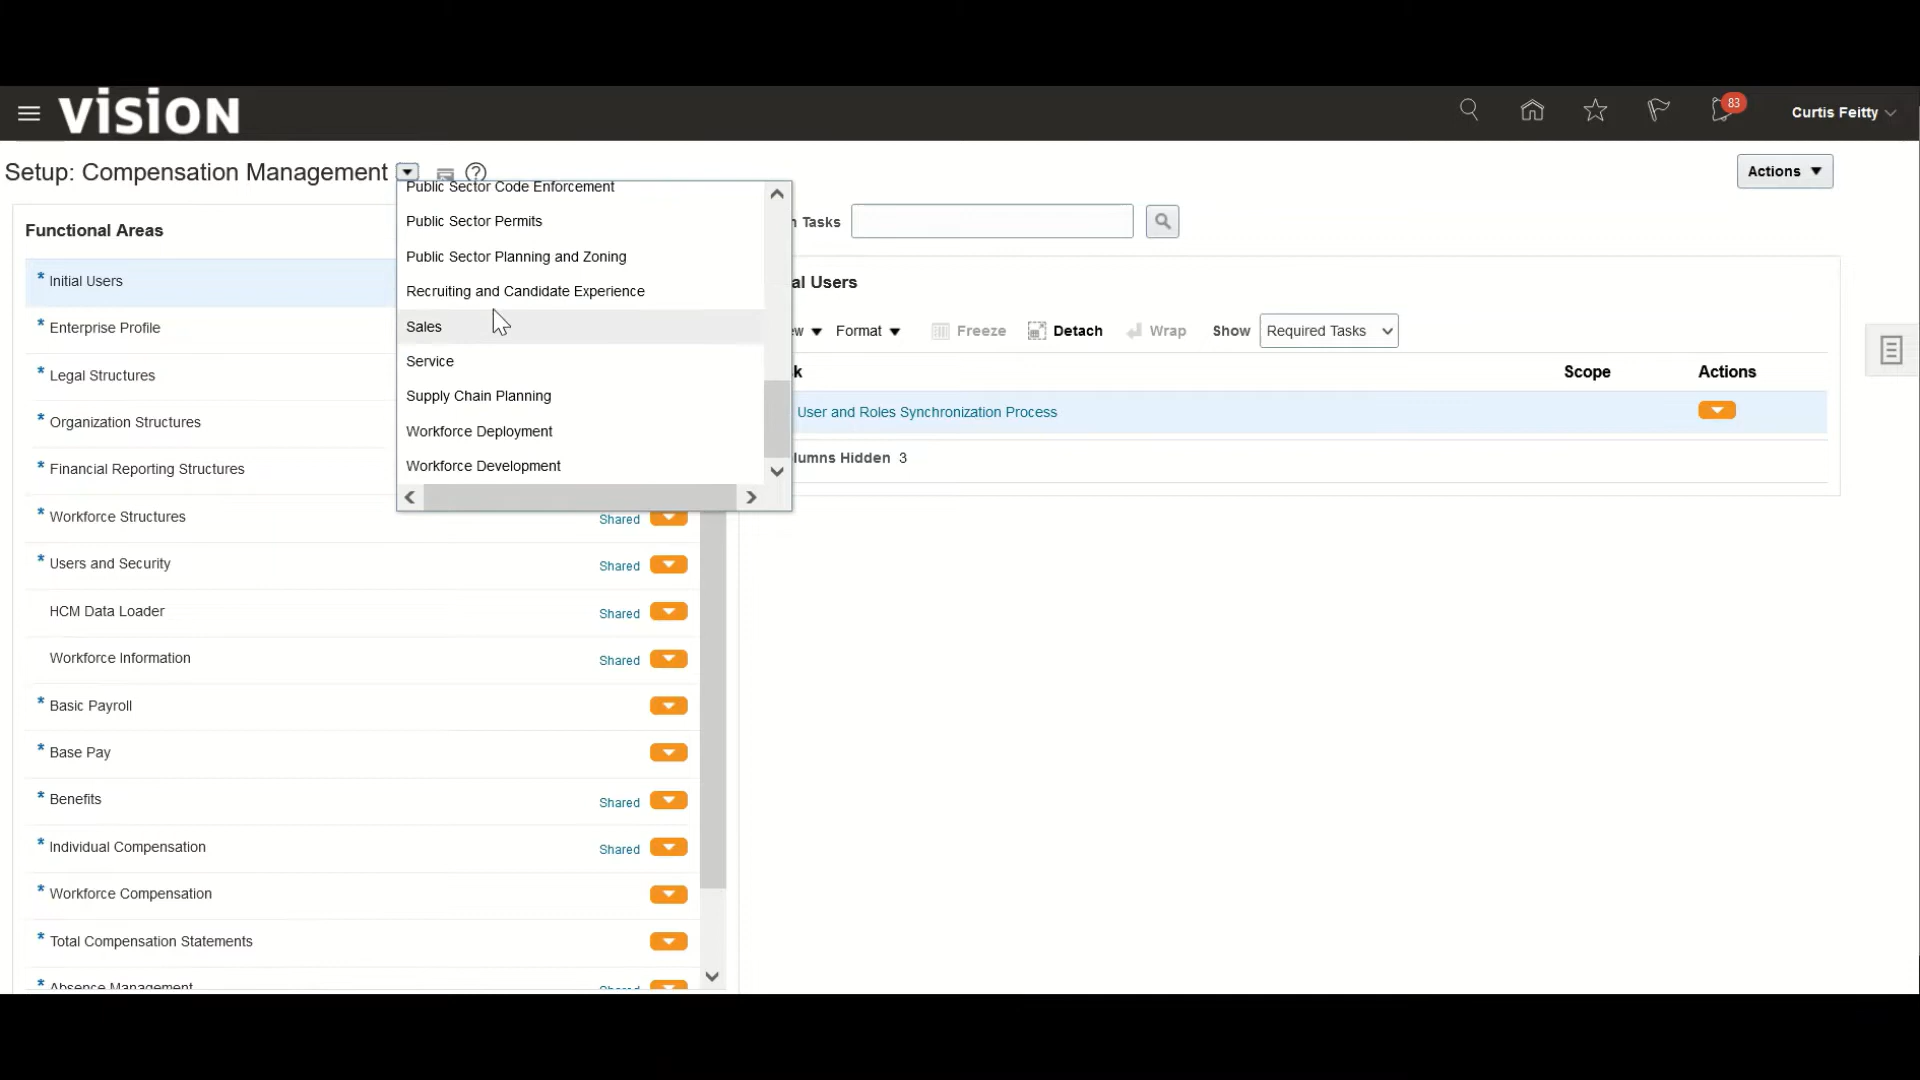 vision
83
Curtis Feitty
Setup: Compensation Management
Actions
Functional Areas
* Initial Users
* Enterprise Profile
* Legal Structures
* Organization Structures
* Financial Reporting Structures
* Workforce Structures Shared
* Users and Security Shared
HCM Data Loader Shared
Workforce Information Shared
* Basic Payroll
* Base Pay
* Benefits Shared
* Individual Compensation Shared
* Workforce Compensation
* Total Compensation Statements
* Absence Management Shared
Public Sector Code Enforcement
Public Sector Permits
Public Sector Planning and Zoning
Recruiting and Candidate Experience
Sales
Service
Supply Chain Planning
Workforce Deployment
Workforce Development
Tasks
Users
Format Freeze Detach Wrap Show Required Tasks
Scope Actions
User and Roles Synchronization Process
Hidden 3